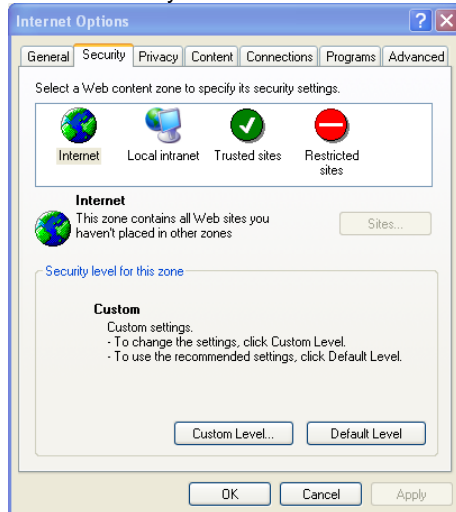 Internet Options
General Security Privacy Content Connections Programs Advanced
Select a Web content zone to specify its security settings.
Internet Local intranet Trusted sites Restricted
sites
Internet
This zone contains all Web sites you
haven't placed in other zones
Sites...
Security level for this zone
Custom
Custom settings.
- To change the settings, click Custom Level.
- To use the recommended settings, click Default Level.
Custom Level... Default Level
OK Cancel Apply